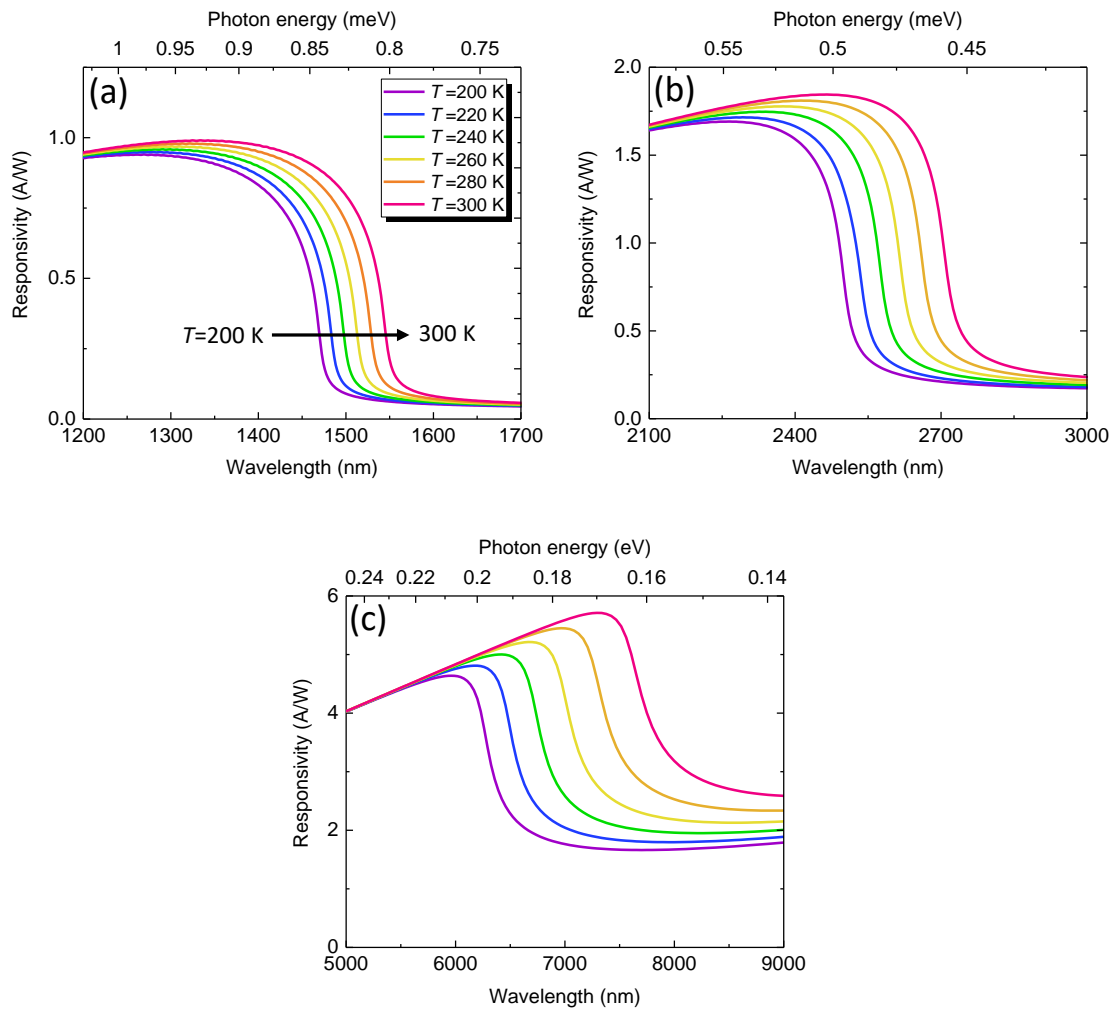 Photon energy (meV)
1 0.95 0.9 0.85 0.8 0.75
(a)
T=200 K
T=220 K
T=240 K
T=260 K
T=280 K
T=300 K
1.0
0.5
0.0
Responsivity (A/W)
T=200 K
300 K
1200 1300 1400 1500 1600 1700
Wavelength (nm)
Photon energy (meV)
0.55 0.5 0.45
(b)
2.0
1.5
1.0
0.5
0.0
Responsivity (A/W)
2100 2400 2700 3000
Wavelength (nm)
Photon energy (eV)
0.24 0.22 0.2 0.18 0.16 0.14
(c)
6
4
2
0
Responsivity (A/W)
5000 6000 7000 8000 9000
Wavelength (nm)